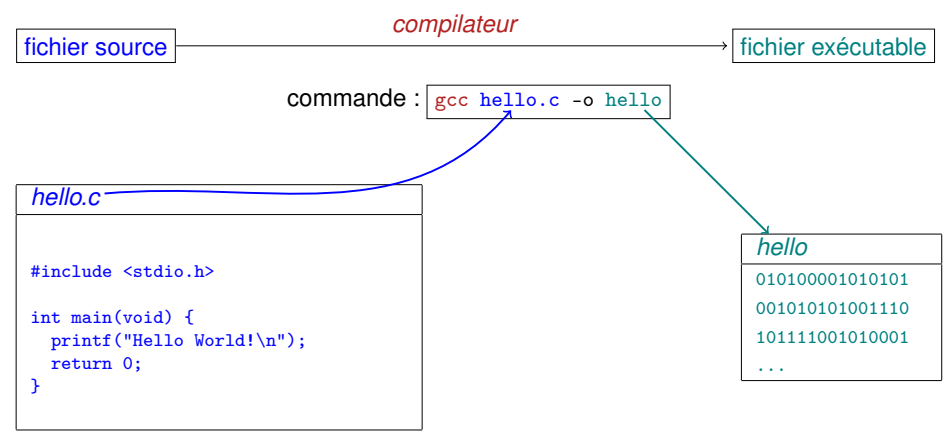 compilateur
fichier source
fichier exécutable
commande : gcc hello.c -o hello
hello.c
#include <stdio.h>
int main(void) {
  printf("Hello World!\n");
  return 0;
}
hello
010100001010101
001010101001110
101111001010001
...